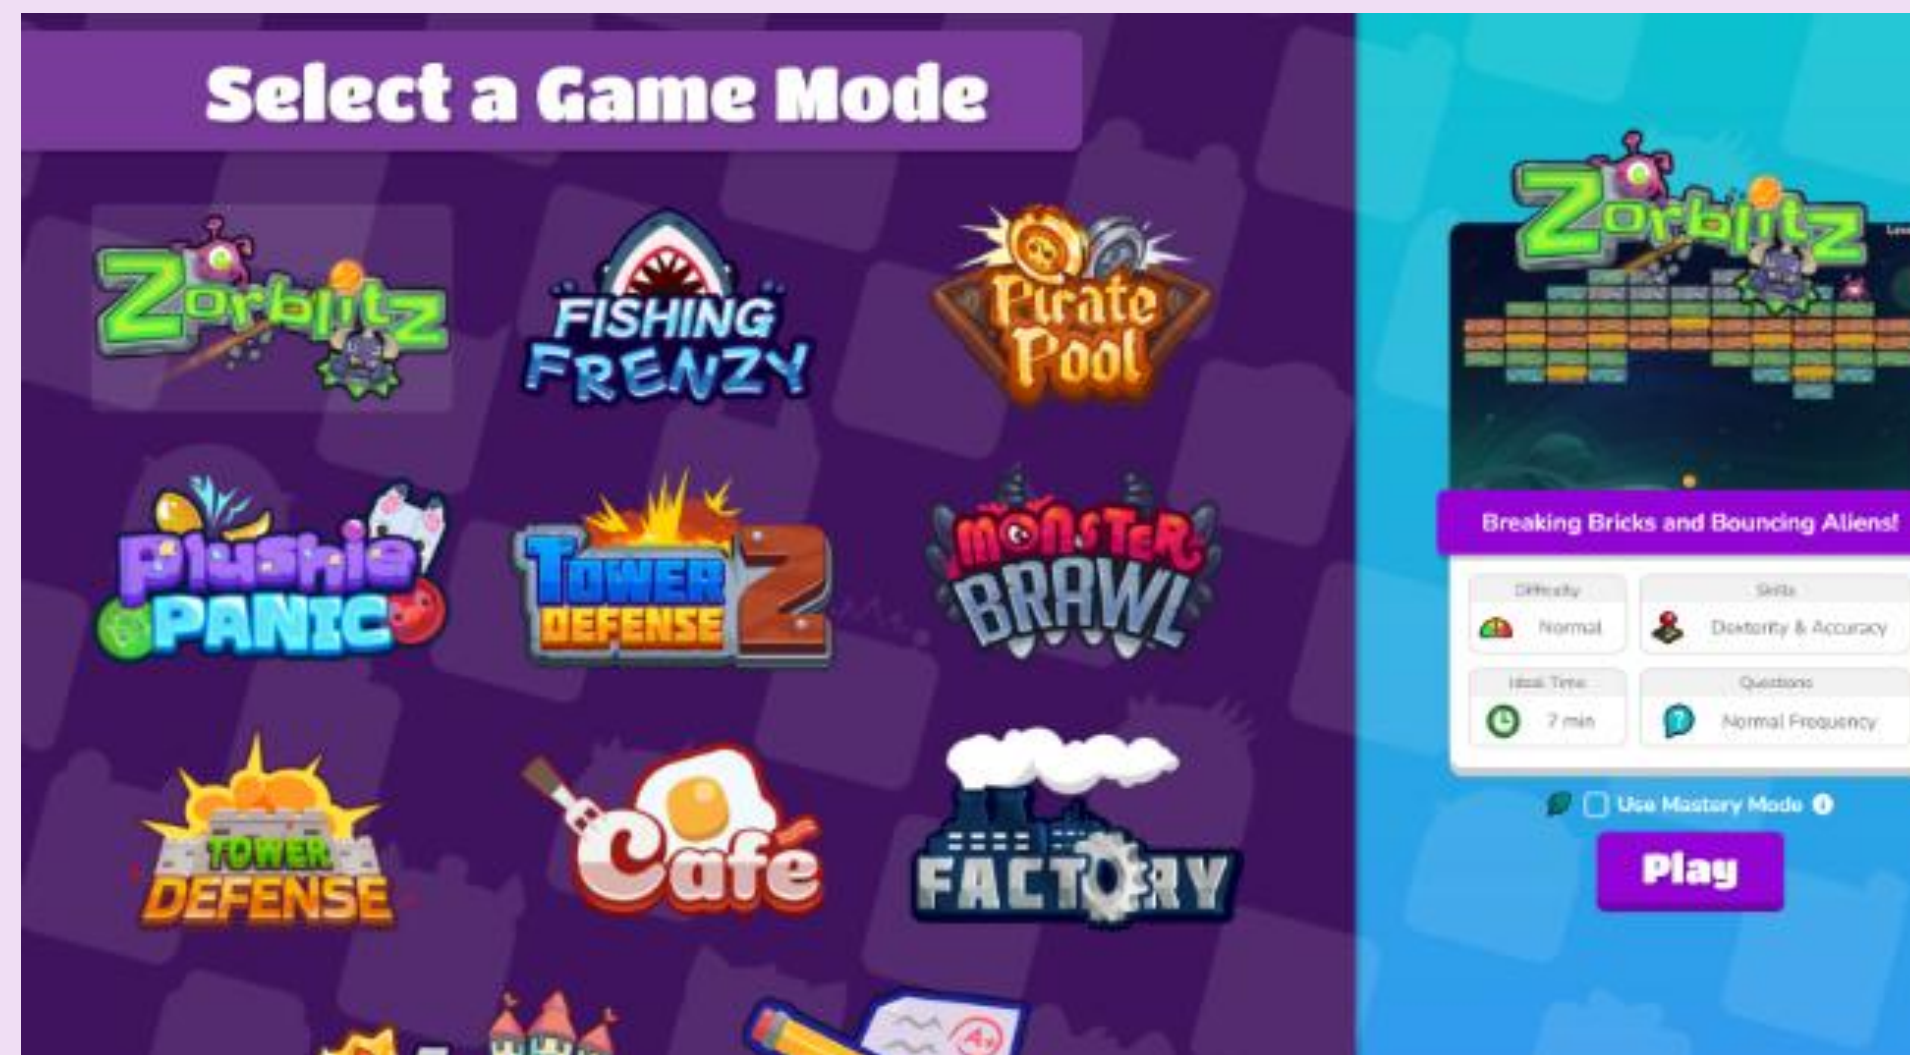 Select a Game Mode
Zorblitz
FISHING
FRENZY
Pirate
Pool
Plushie
PANIC
TOWER
DEFENSE 2
MONSTER
BRAWL
TOWER
DEFENSE
Café
FACTORY
A+
Zorblitz
Breaking Bricks and Bouncing Aliens!
Difficulty
Normal
Skills
Dexterity & Accuracy
Ideal Time
7 min
Questions
Normal Frequency
Use Mastery Mode
Play